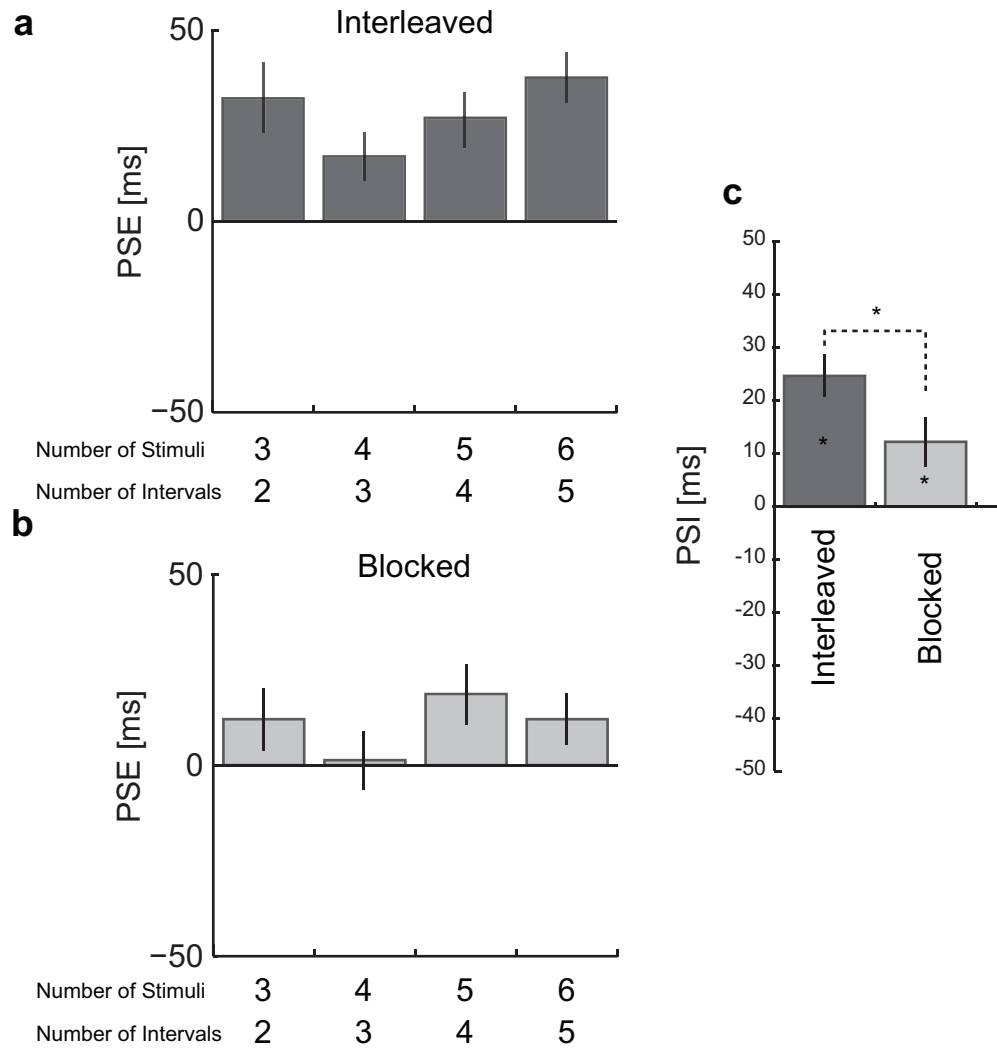 a
Interleaved
50
PSE [ms]
0
−50
Number of Stimuli 3 4 5 6
Number of Intervals 2 3 4 5
b
Blocked
50
PSE [ms]
0
−50
Number of Stimuli 3 4 5 6
Number of Intervals 2 3 4 5
c
50
40
30
20
10
0
-10
-20
-30
-40
-50
PSI [ms]
*
*
*
Interleaved
Blocked